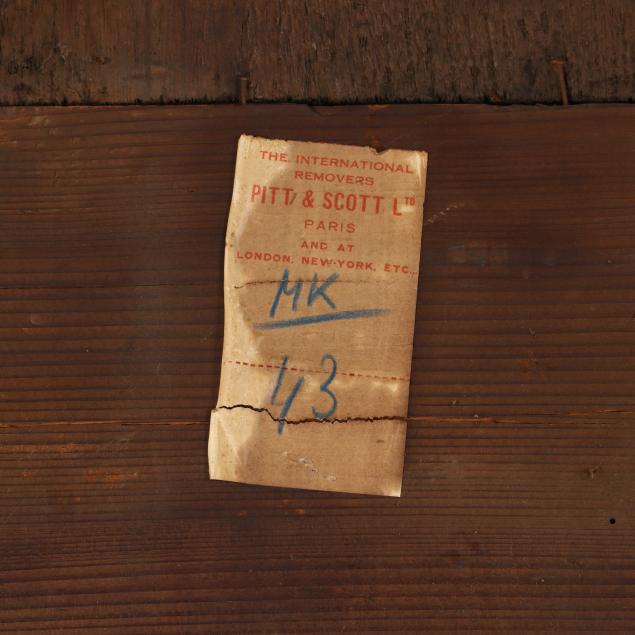 THE INTERNATIONAL
REMOVERS
PITT & SCOTT LTD
PARIS
AND AT
LONDON, NEW-YORK, ETC...
MK
43